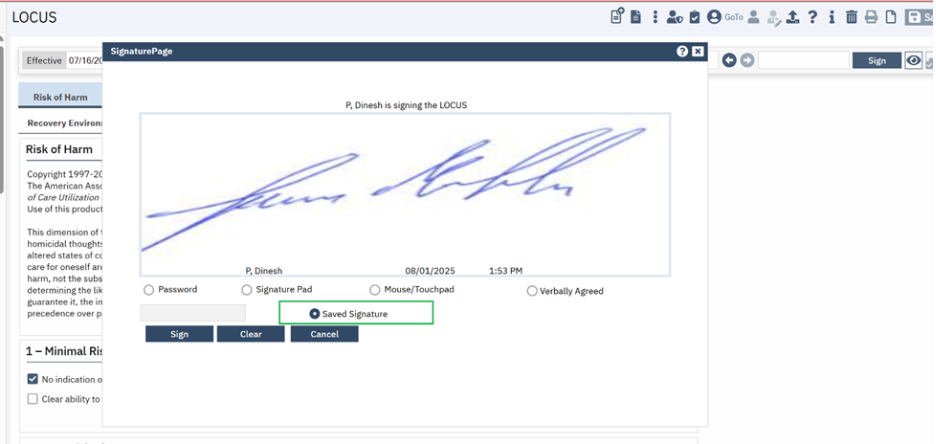 LOCUS
GoTo
Effective 07/16/20
SignaturePage
Sign
Risk of Harm
P, Dinesh is signing the LOCUS
Recovery Environ
Risk of Harm
Copyright 1997-20
The American Asso
of Care Utilization
Use of this product
This dimension of
homicidal thoughts
altered states of co
care for oneself an
harm, not the subs
determining the lik
guarantee it, the in
precedence over p
P, Dinesh 08/01/2025 1:53 PM
Password Signature Pad Mouse/Touchpad Verbally Agreed
Saved Signature
Sign Clear Cancel
1 – Minimal Ris
No indication o
Clear ability to